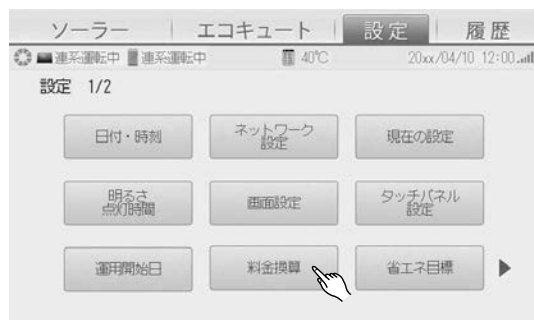 ソーラー エコキュート 設定 履歴
連系運転中 連系運転中 40℃ 20xx/04/10 12:00
設定 1/2
日付・時刻 ネットワーク 現在の設定
設定
明るさ 画面設定 タッチパネル
点灯時間 設定
運用開始日 料金換算 省エネ目標